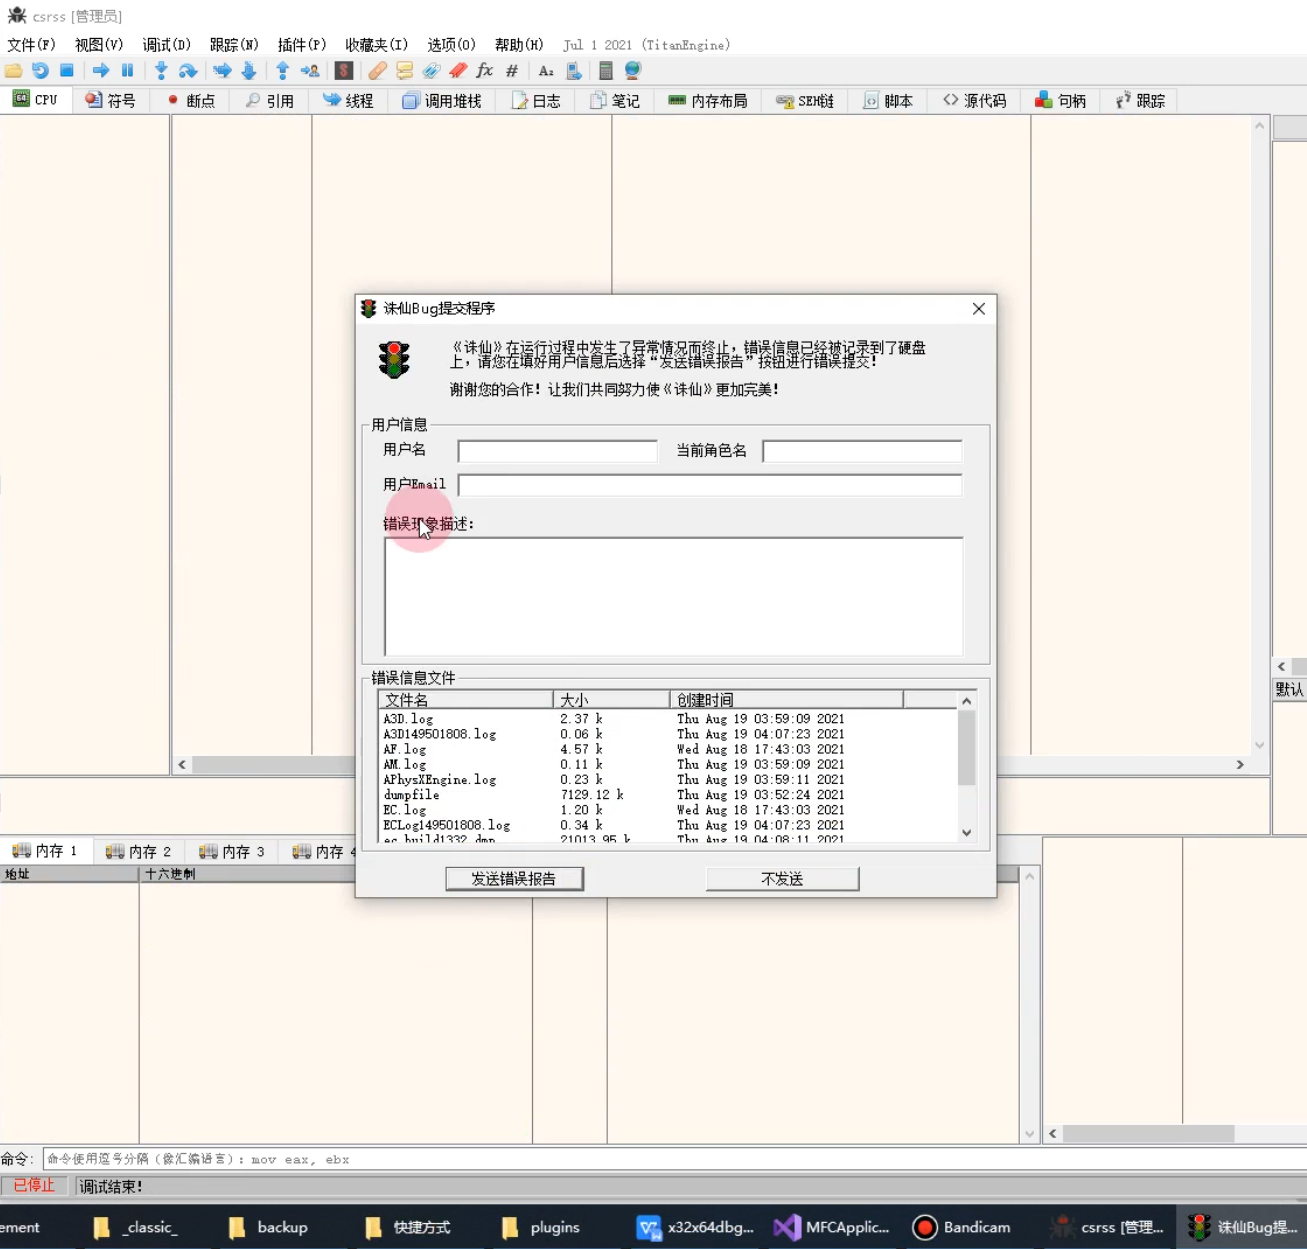 csrss [管理员]
文件(F) 视图(V) 调试(D) 跟踪(N) 插件(P) 收藏夹(I) 选项(O) 帮助(H) Jul 1 2021 (TitanEngine)
$ fx # A2
CPU 符号 断点 引用 线程 调用堆栈 日志 笔记 内存布局 SEH链 脚本 源代码 句柄 跟踪
诛仙Bug提交程序
《诛仙》在运行过程中发生了异常情况而终止，错误信息已经被记录到了硬盘
上，请您在填好用户信息后选择“发送错误报告”按钮进行错误提交！
谢谢您的合作！让我们共同努力使《诛仙》更加完美！
用户信息
用户名 当前角色名
用户Email
错误现象描述：
默认
错误信息文件
文件名 大小 创建时间
A3D.log 2.37 k Thu Aug 19 03:59:09 2021
A3D149501808.log 0.06 k Thu Aug 19 04:07:23 2021
AF.log 4.57 k Wed Aug 18 17:43:03 2021
AM.log 0.11 k Thu Aug 19 03:59:09 2021
APhysXEngine.log 0.23 k Thu Aug 19 03:59:11 2021
dumpfile 7129.12 k Thu Aug 19 03:52:24 2021
EC.log 1.20 k Wed Aug 18 17:43:03 2021
ECLog149501808.log 0.34 k Thu Aug 19 04:07:23 2021
ec_build1332.dmp 21013.95 k Thu Aug 19 04:08:11 2021
内存 1 内存 2 内存 3 内存 4
地址 十六进制
发送错误报告 不发送
命令： 命令使用逗号分隔（像汇编语言）：mov eax, ebx
已停止 调试结束！
ement _classic_ backup 快捷方式 plugins x32x64dbg... MFCApplic... Bandicam csrss [管理... 诛仙Bug提...